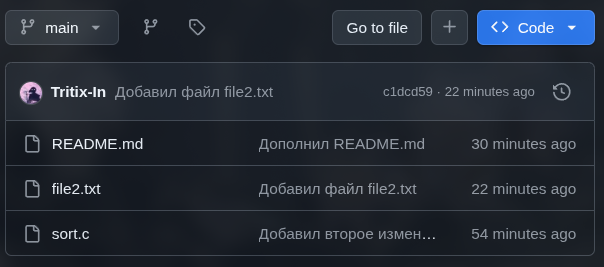 main Go to file Code
Tritix-In Добавил файл file2.txt c1dcd59 · 22 minutes ago
README.md Дополнил README.md 30 minutes ago
file2.txt Добавил файл file2.txt 22 minutes ago
sort.c Добавил второе измен… 54 minutes ago